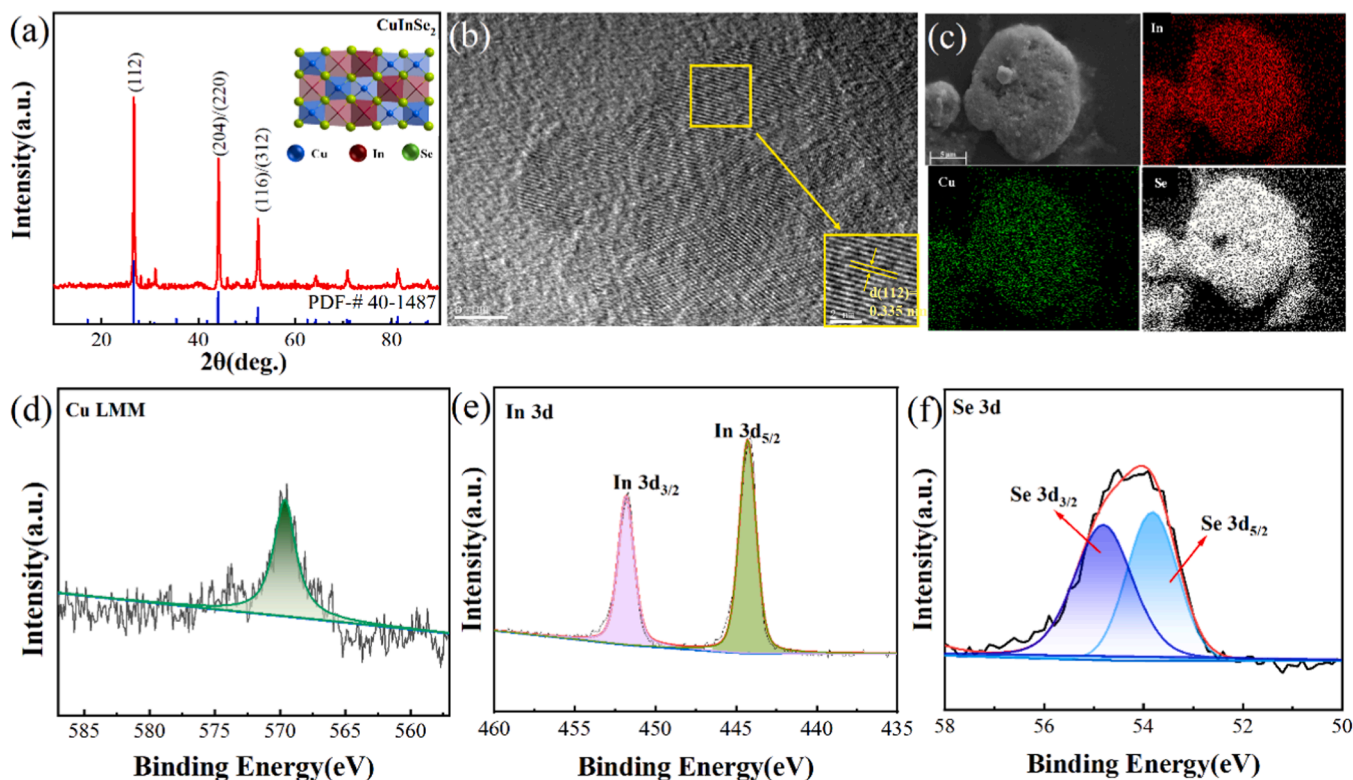 (a)
CuInSe2
(112)
(204)/(220)
(116)/(312)
Cu In Se
PDF-# 40-1487
Intensity(a.u.)
20 40 60 80
2θ(deg.)
(b)
d(112)
0.335 n
(c)
5 μm
In
Cu
Se
(d)
Cu LMM
Intensity(a.u.)
585 580 575 570 565 560
Binding Energy(eV)
(e)
In 3d
In 3d3/2
In 3d5/2
Intensity(a.u.)
460 455 450 445 440 435
Binding Energy(eV)
(f)
Se 3d
Se 3d3/2
Se 3d5/2
Intensity(a.u.)
58 56 54 52 50
Binding Energy(eV)